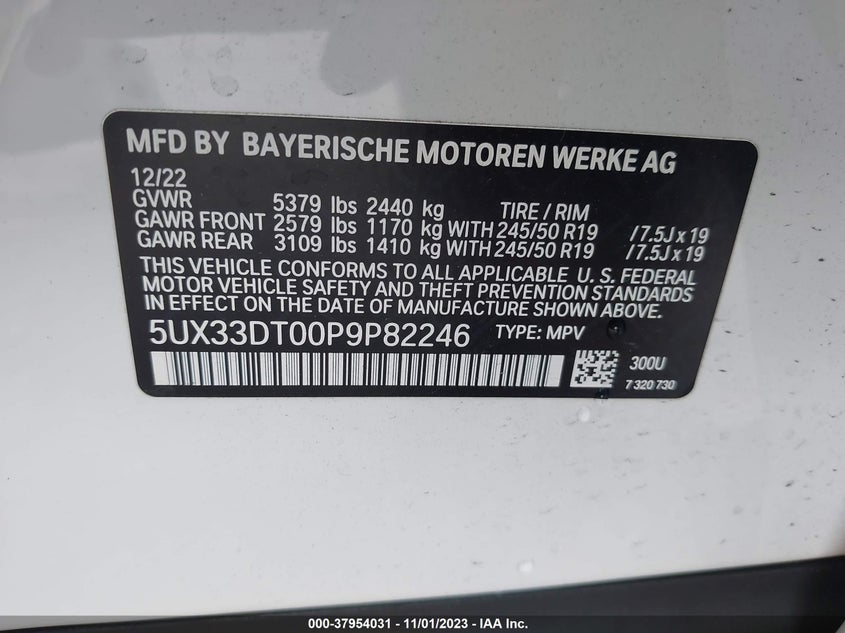 MFD BY BAYERISCHE MOTOREN WERKE AG
12/22
GVWR 5379 lbs 2440 kg TIRE / RIM
GAWR FRONT 2579 lbs 1170 kg WITH 245/50 R19 / 7.5J x 19
GAWR REAR 3109 lbs 1410 kg WITH 245/50 R19 / 7.5J x 19
THIS VEHICLE CONFORMS TO ALL APPLICABLE U. S. FEDERAL
MOTOR VEHICLE SAFETY AND THEFT PREVENTION STANDARDS
IN EFFECT ON THE DATE OF MANUFACTURE SHOWN ABOVE.
5UX33DT00P9P82246 TYPE: MPV
300U
7 320 730
000-37954031 - 11/01/2023 - IAA Inc.